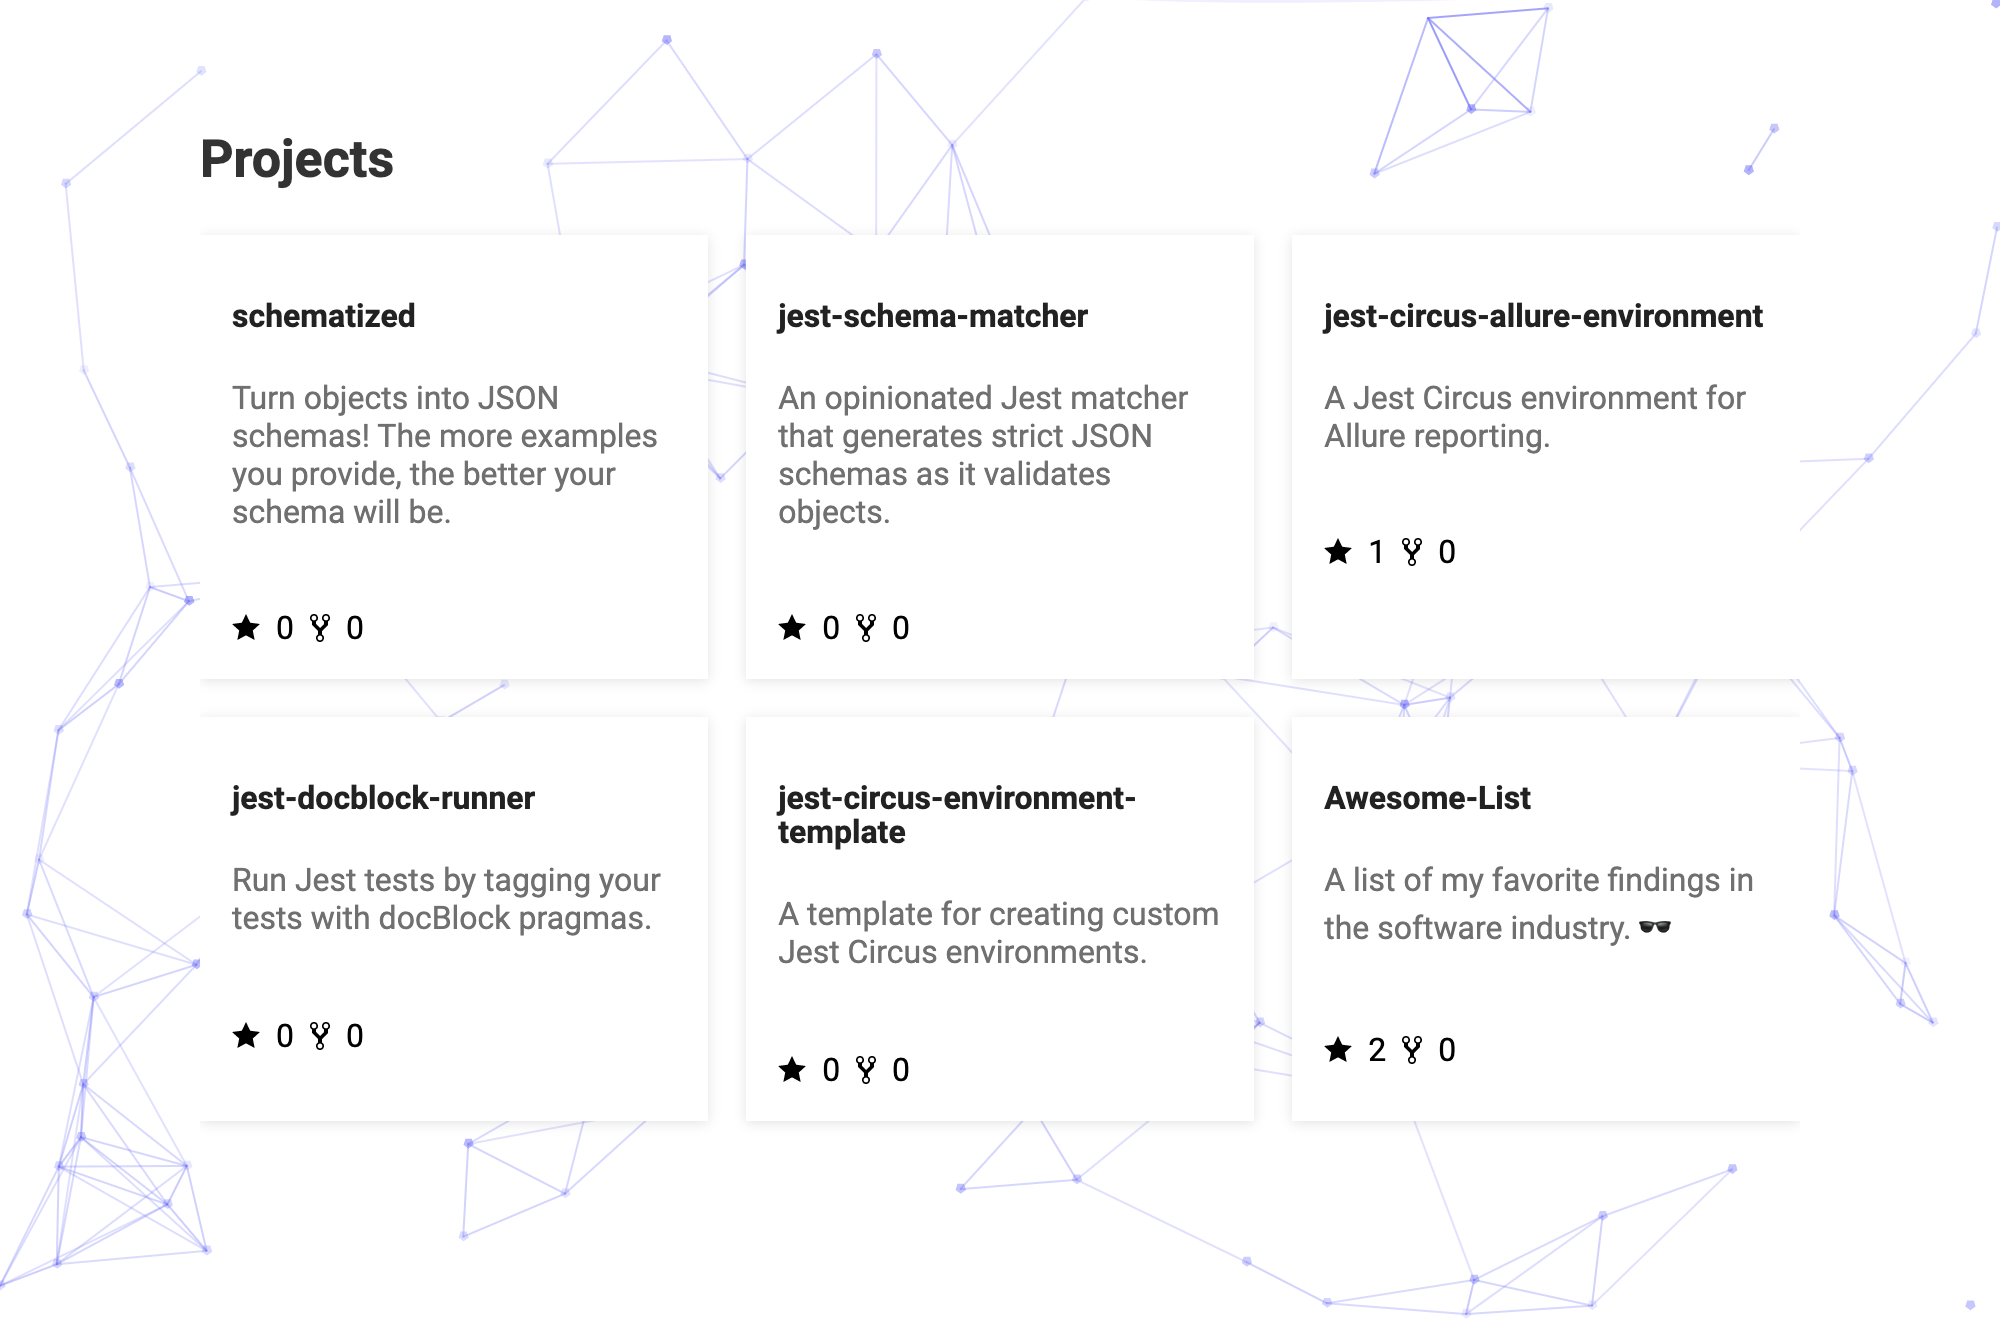 Projects
schematized
Turn objects into JSON
schemas! The more examples
you provide, the better your
schema will be.
0 0
jest-schema-matcher
An opinionated Jest matcher
that generates strict JSON
schemas as it validates
objects.
0 0
jest-circus-allure-environment
A Jest Circus environment for
Allure reporting.
1 0
jest-docblock-runner
Run Jest tests by tagging your
tests with docBlock pragmas.
0 0
jest-circus-environment-
template
A template for creating custom
Jest Circus environments.
0 0
Awesome-List
A list of my favorite findings in
the software industry. 🕶️
2 0